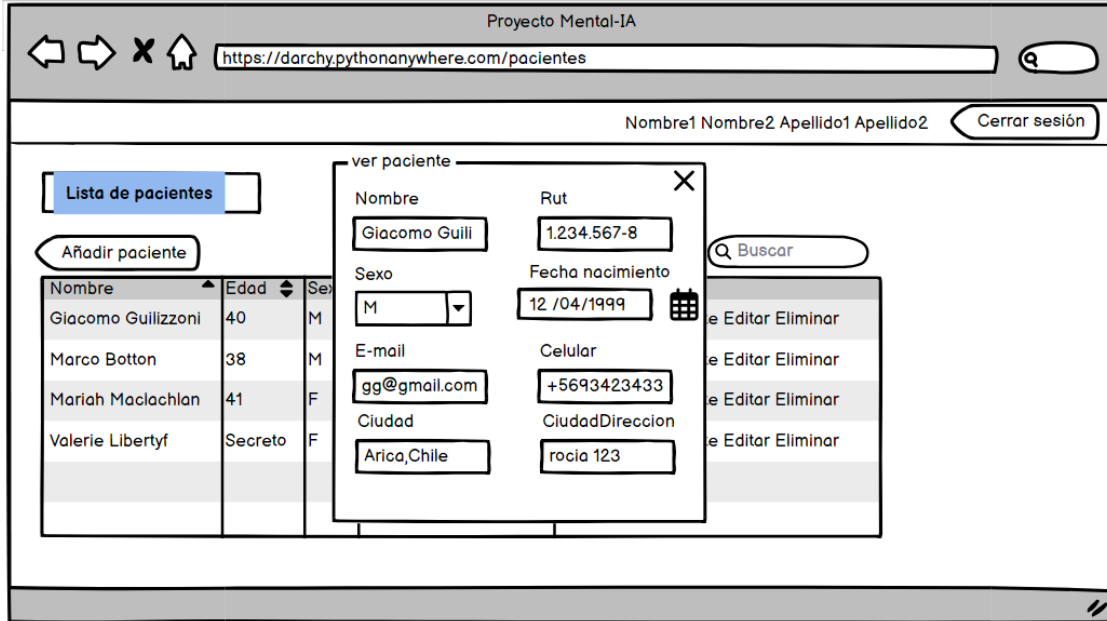 Proyecto Mental-IA
https://darchy.pythonanywhere.com/pacientes
Nombre1 Nombre2 Apellido1 Apellido2
Cerrar sesión
Lista de pacientes
Añadir paciente
Buscar
Nombre Edad
Giacomo Guilizzoni 40 M Editar Eliminar
Marco Botton 38 M Editar Eliminar
Mariah Maclachlan 41 F Editar Eliminar
Valerie Libertyf Secreto F Editar Eliminar
ver paciente
Nombre Rut
Giacomo Guili 1.234.567-8
Sexo Fecha nacimiento
M 12 /04/1999
E-mail Celular
gg@gmail.com +5693423433
Ciudad CiudadDireccion
Arica,Chile rocia 123